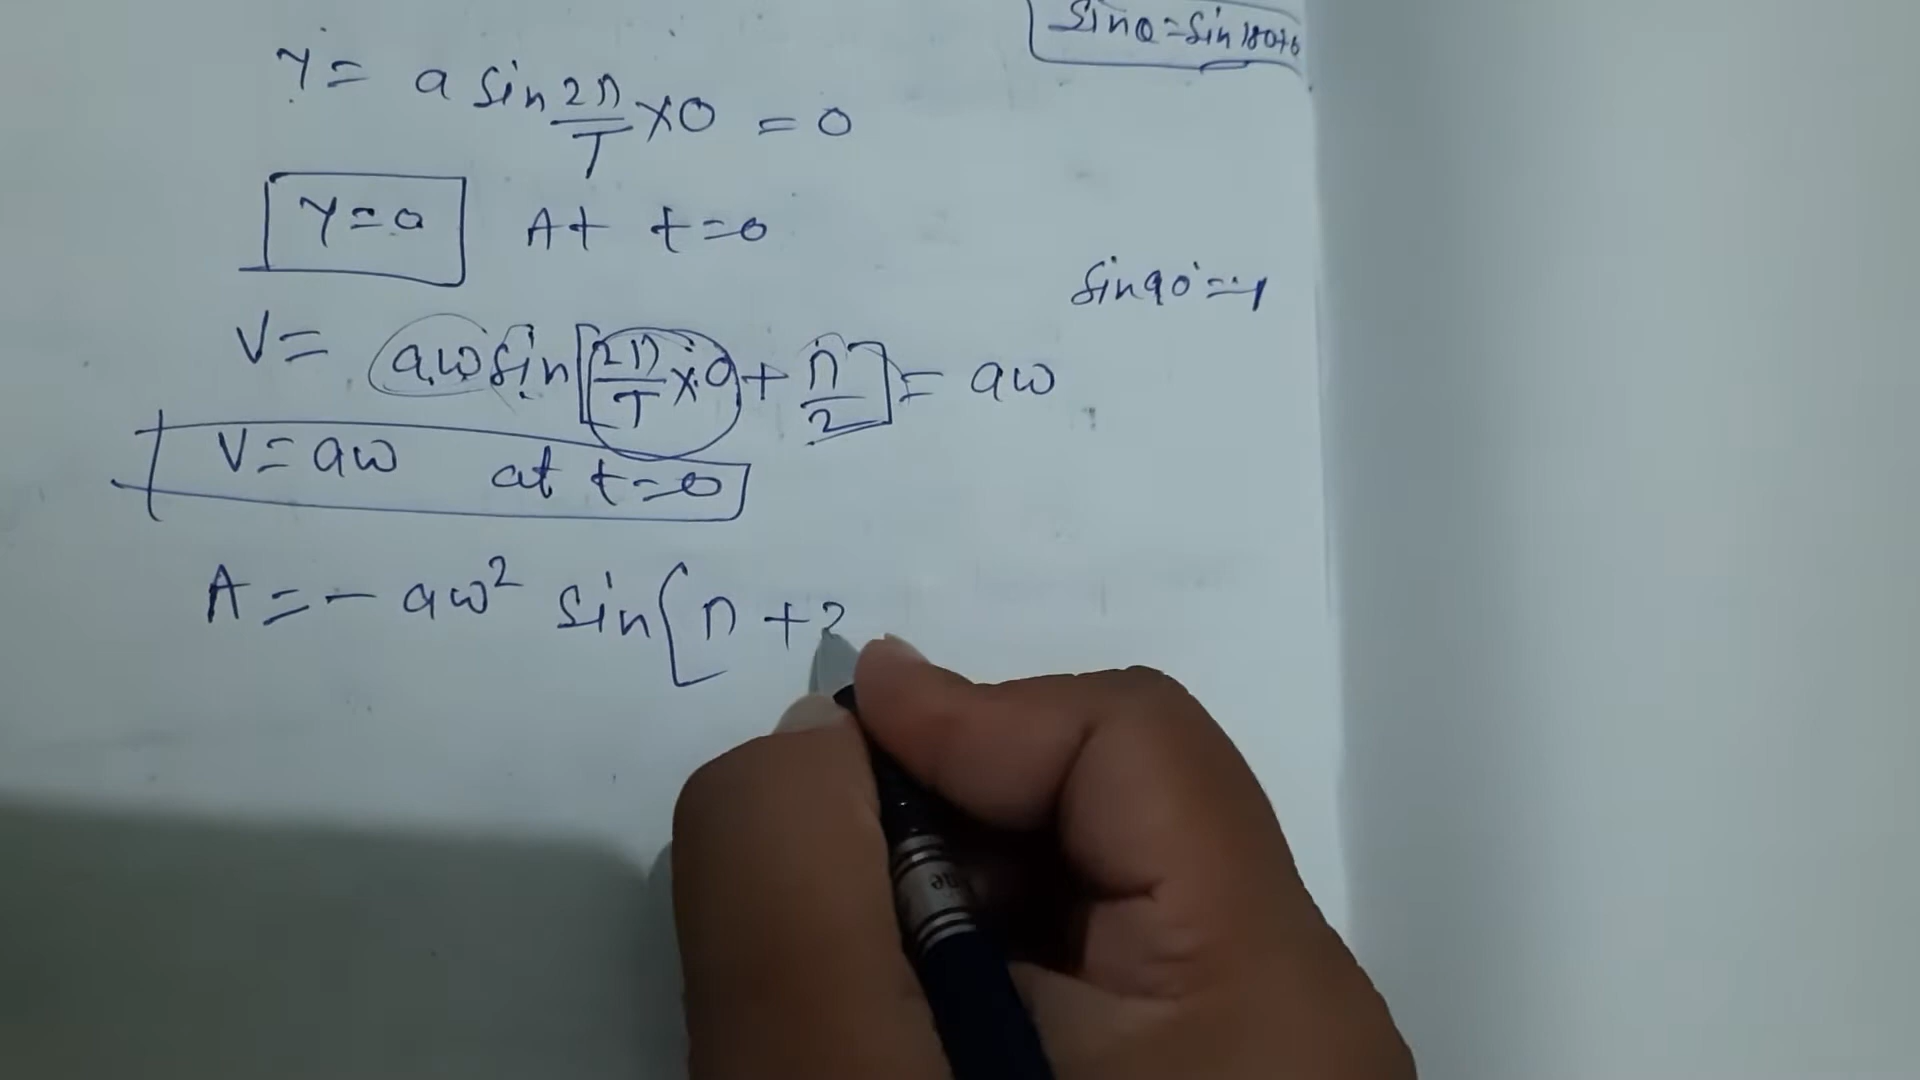 Sinθ = Sin 180+θ
Y = a Sin 2π/T × 0 = 0
Y = 0 At t = 0
Sin 90° = 1
V = aω Sin [2π/T × 0 + π/2] = aω
V = aω at t = 0
A = - aω² Sin [π + 2